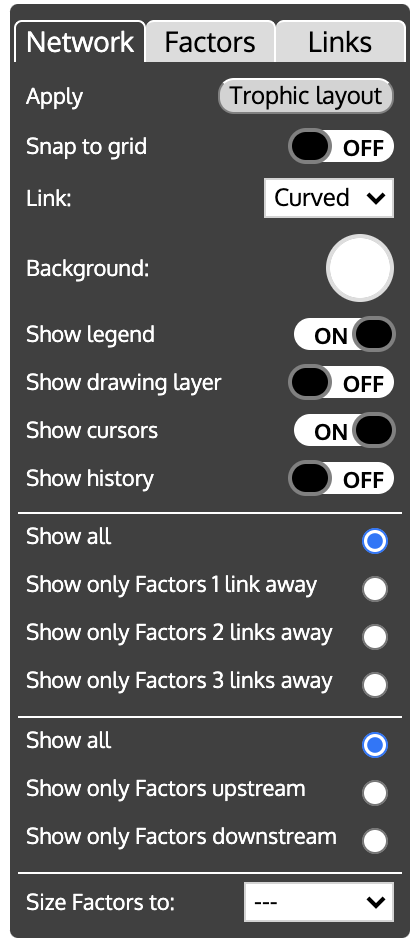 Network Factors Links
Apply Trophic layout
Snap to grid OFF
Link: Curved
Background:
Show legend ON
Show drawing layer OFF
Show cursors ON
Show history OFF
Show all
Show only Factors 1 link away
Show only Factors 2 links away
Show only Factors 3 links away
Show all
Show only Factors upstream
Show only Factors downstream
Size Factors to: ---